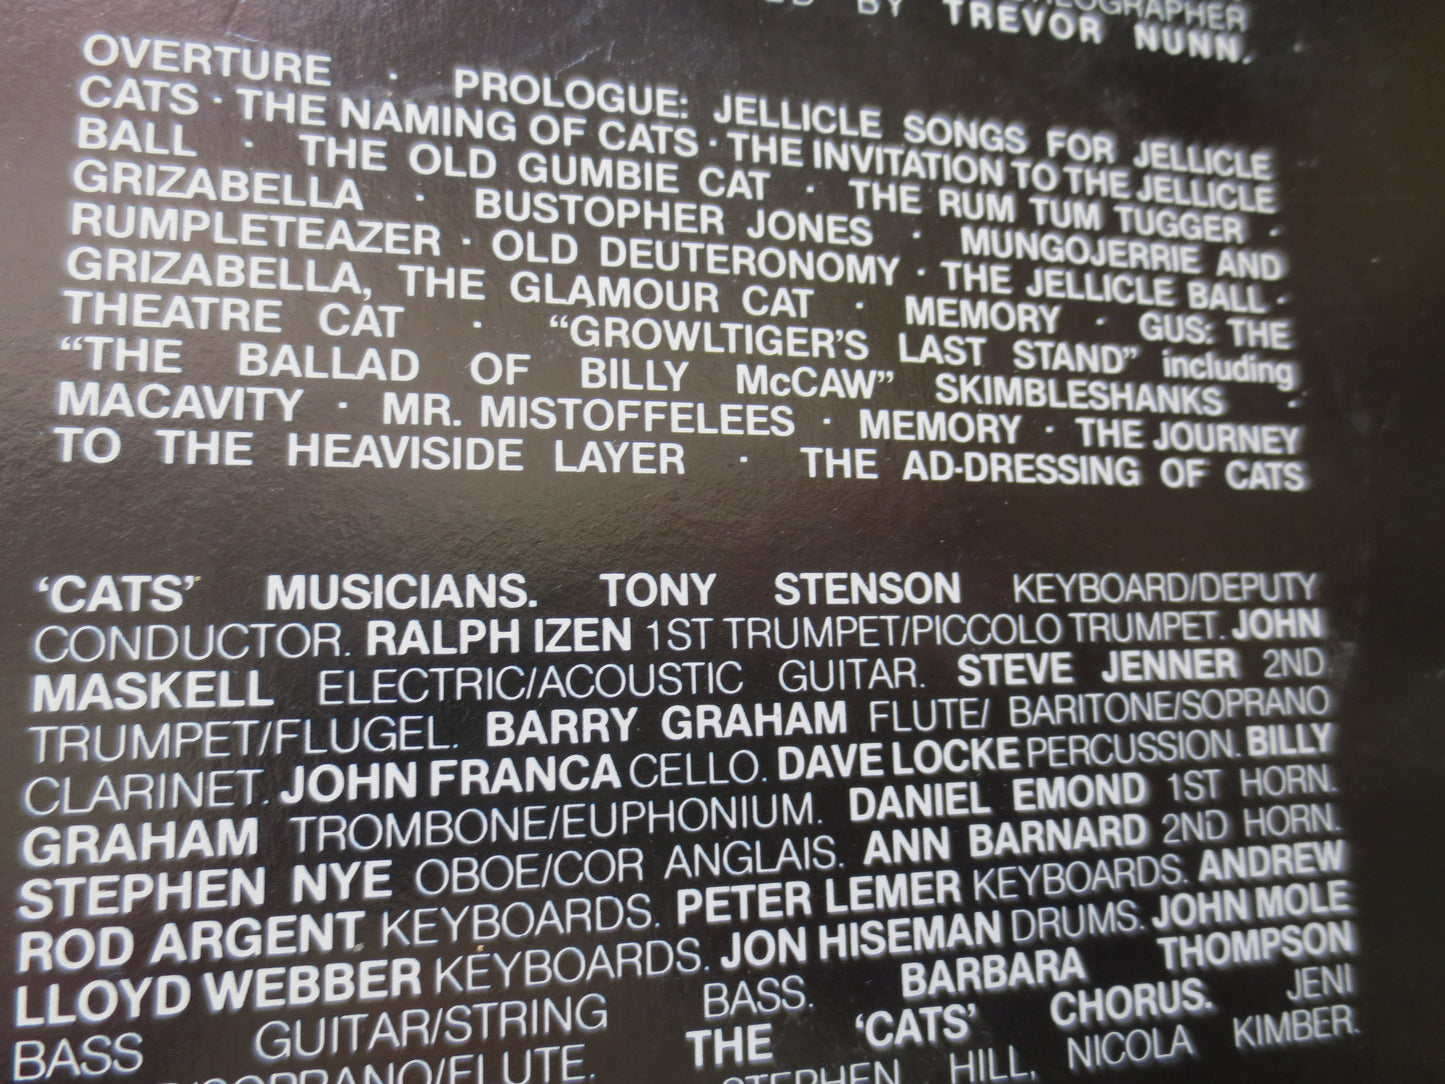 OGRAPHER
BY TREVOR NUNN.
OVERTURE · PROLOGUE: JELLICLE SONGS FOR JELLICLE
CATS · THE NAMING OF CATS · THE INVITATION TO THE JELLICLE
BALL · THE OLD GUMBIE CAT · THE RUM TUM TUGGER ·
GRIZABELLA · BUSTOPHER JONES · MUNGOJERRIE AND
RUMPLETEAZER · OLD DEUTERONOMY · THE JELLICLE BALL ·
GRIZABELLA, THE GLAMOUR CAT · MEMORY · GUS: THE
THEATRE CAT · “GROWLTIGER’S LAST STAND” including
“THE BALLAD OF BILLY McCAW” SKIMBLESHANKS ·
MACAVITY · MR. MISTOFFELEES · MEMORY · THE JOURNEY
TO THE HEAVISIDE LAYER · THE AD-DRESSING OF CATS
‘CATS’ MUSICIANS. TONY STENSON KEYBOARD/DEPUTY
CONDUCTOR. RALPH IZEN 1ST TRUMPET/PICCOLO TRUMPET. JOHN
MASKELL ELECTRIC/ACOUSTIC GUITAR. STEVE JENNER 2ND
TRUMPET/FLUGEL. BARRY GRAHAM FLUTE/ BARITONE/SOPRANO
CLARINET. JOHN FRANCA CELLO. DAVE LOCKE PERCUSSION. BILLY
GRAHAM TROMBONE/EUPHONIUM. DANIEL EMOND 1ST HORN.
STEPHEN NYE OBOE/COR ANGLAIS. ANN BARNARD 2ND HORN.
ROD ARGENT KEYBOARDS. PETER LEMER KEYBOARDS. ANDREW
LLOYD WEBBER KEYBOARDS. JON HISEMAN DRUMS. JOHN MOLE
BASS GUITAR/STRING BASS. BARBARA THOMPSON
/SOPRANO/FLUTE. THE ‘CATS’ CHORUS. JENI
STEPHEN HILL, NICOLA KIMBER.